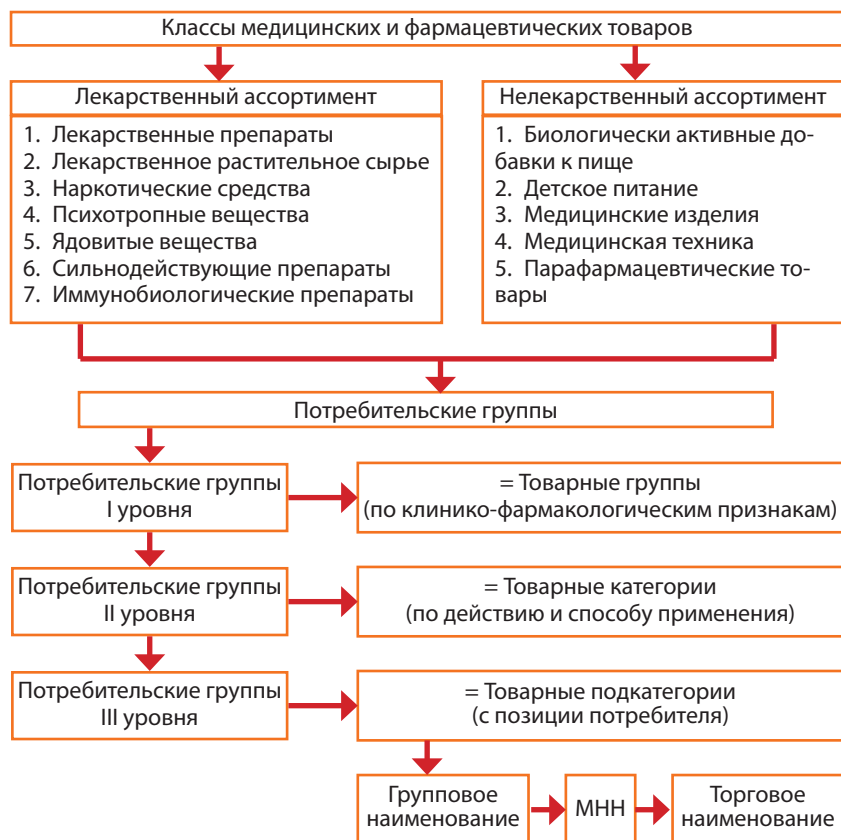 Классы медицинских и фармацевтических товаров
Лекарственный ассортимент
1. Лекарственные препараты
2. Лекарственное растительное сырье
3. Наркотические средства
4. Психотропные вещества
5. Ядовитые вещества
6. Сильнодействующие препараты
7. Иммунобиологические препараты
Нелекарственный ассортимент
1. Биологически активные до-
бавки к пище
2. Детское питание
3. Медицинские изделия
4. Медицинская техника
5. Парафармацевтические то-
вары
Потребительские группы
Потребительские группы
I уровня
= Товарные группы
(по клинико-фармакологическим признакам)
Потребительские группы
II уровня
= Товарные категории
(по действию и способу применения)
Потребительские группы
III уровня
= Товарные подкатегории
(с позиции потребителя)
Групповое
наименование
МНН
Торговое
наименование